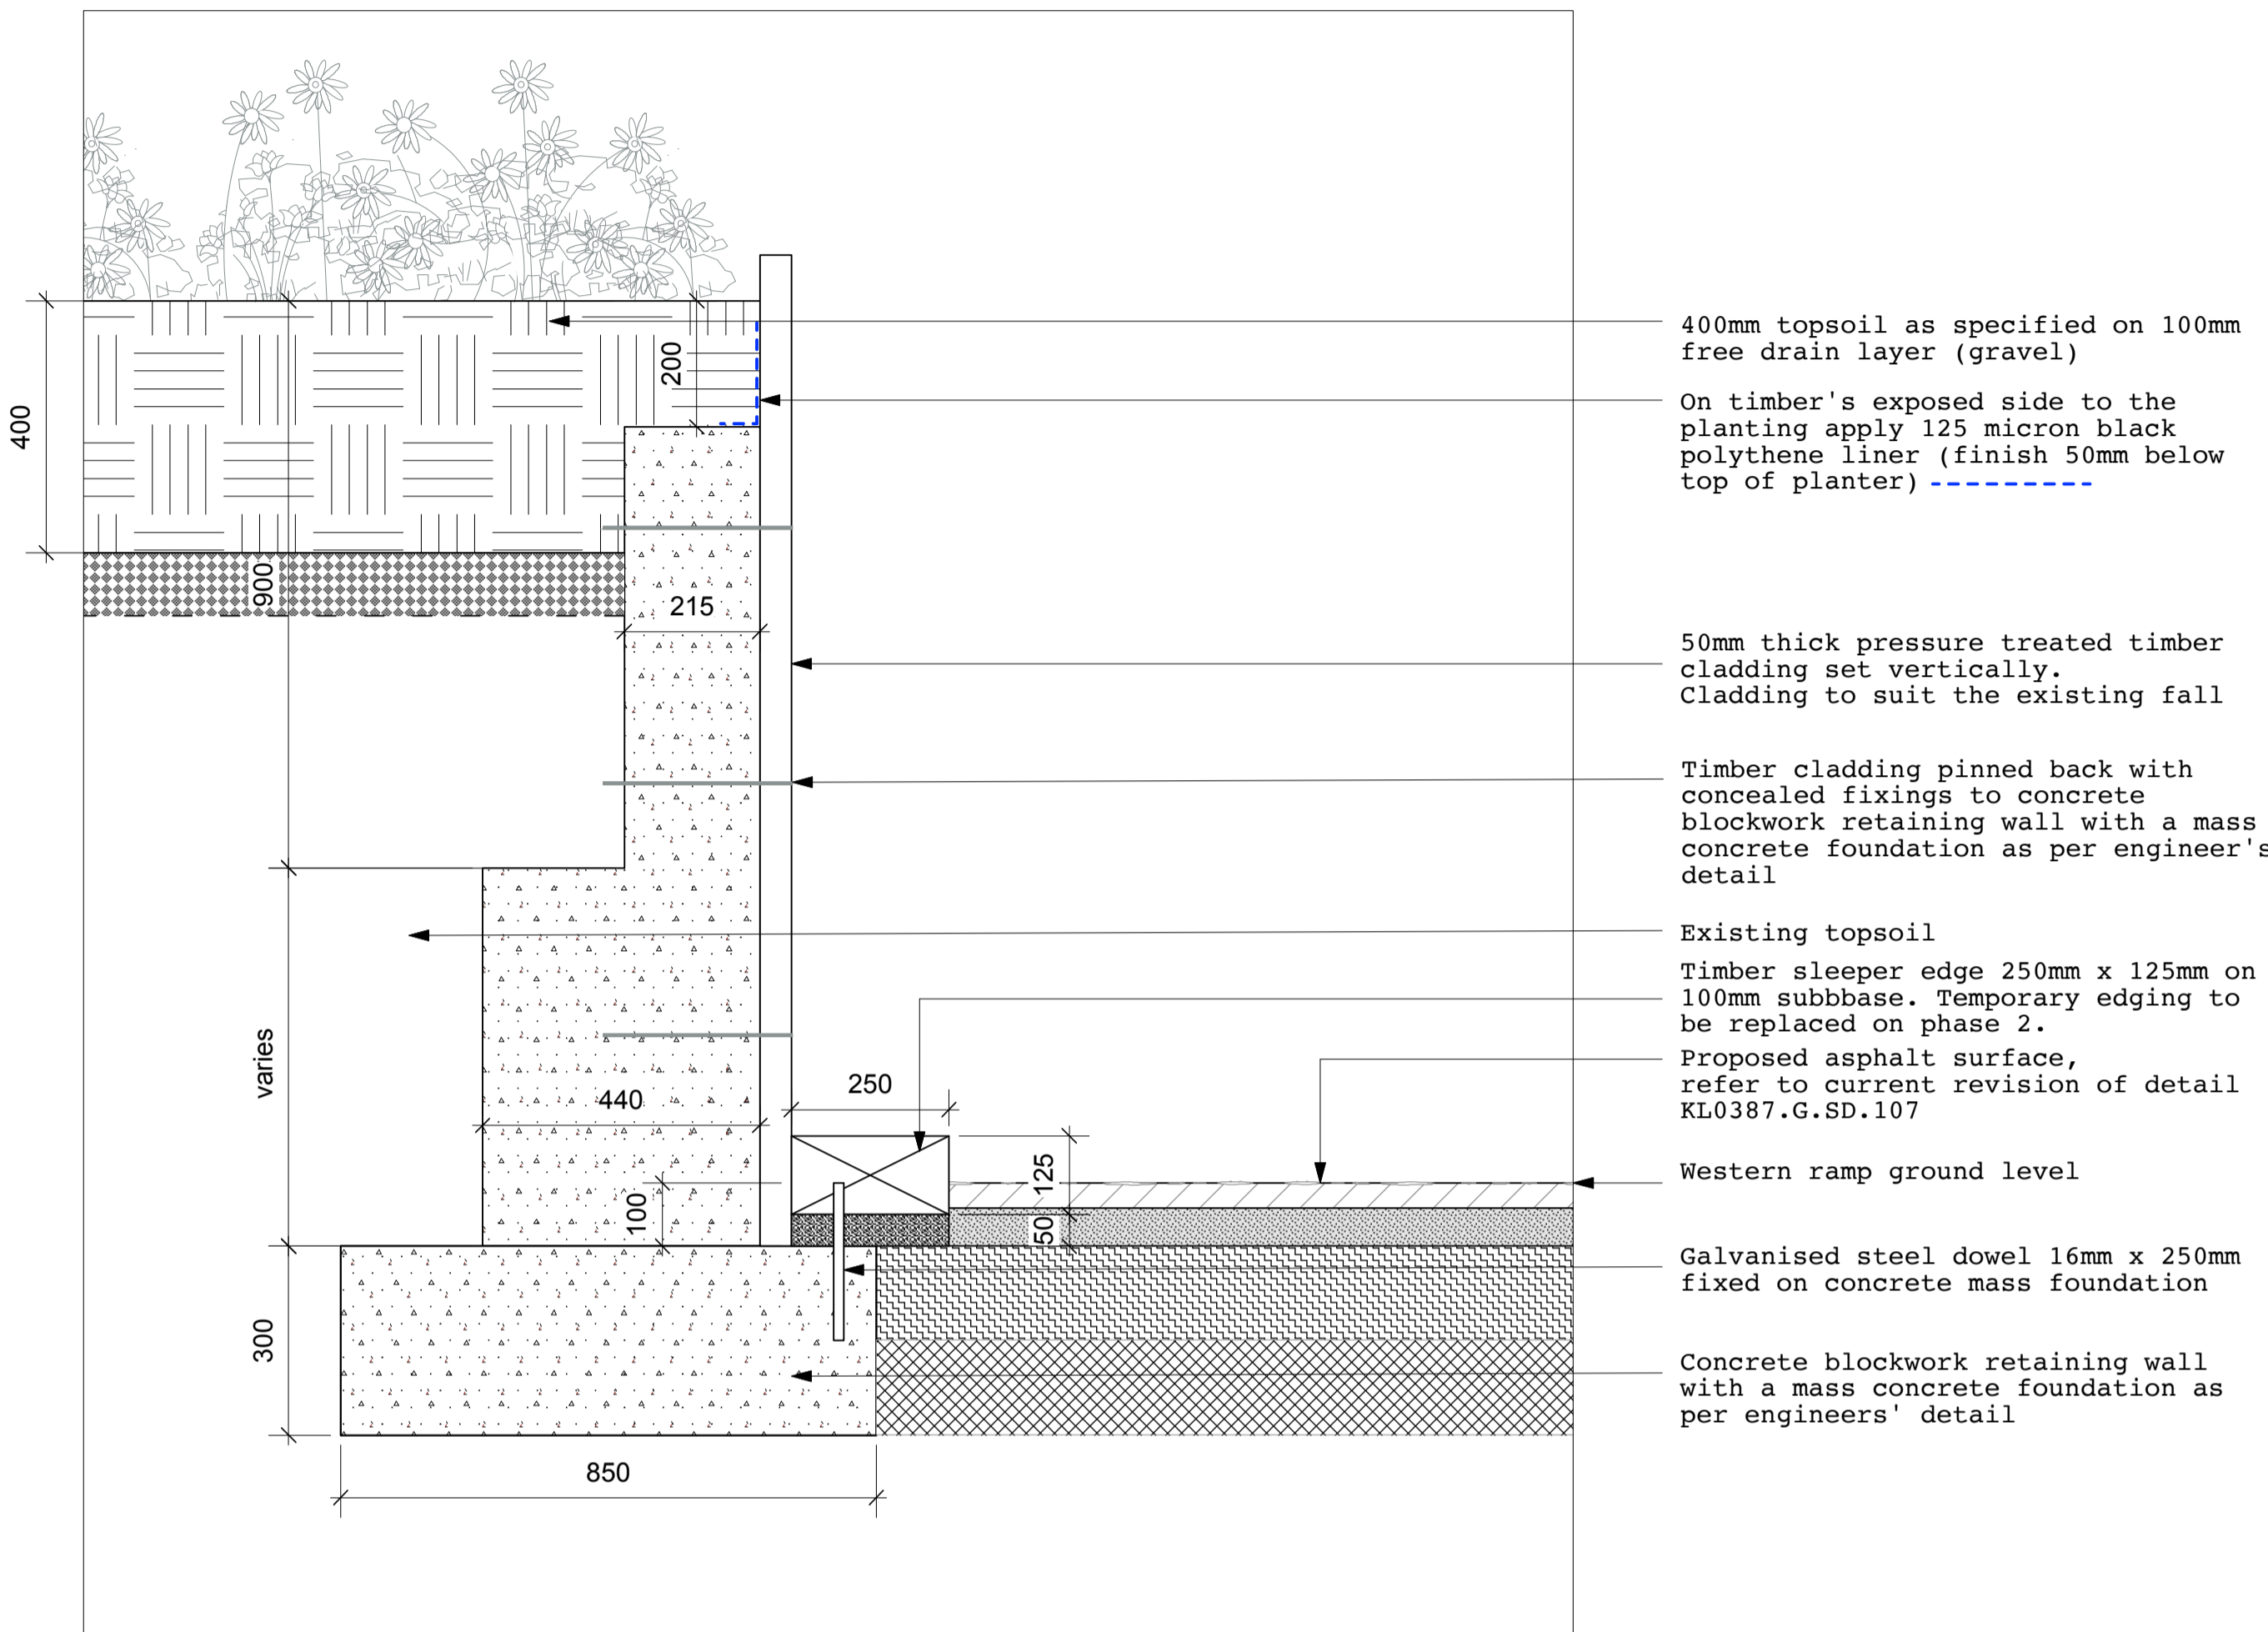 400mm topsoil as specified on 100mm
free drain layer (gravel)
On timber's exposed side to the
planting apply 125 micron black
polythene liner (finish 50mm below
top of planter)
50mm thick pressure treated timber
cladding set vertically.
Cladding to suit the existing fall
Timber cladding pinned back with
concealed fixings to concrete
blockwork retaining wall with a mass
concrete foundation as per engineer's
detail
Existing topsoil
Timber sleeper edge 250mm x 125mm on
100mm subbbase. Temporary edging to
be replaced on phase 2.
Proposed asphalt surface,
refer to current revision of detail
KL0387.G.SD.107
Western ramp ground level
Galvanised steel dowel 16mm x 250mm
fixed on concrete mass foundation
Concrete blockwork retaining wall
with a mass concrete foundation as
per engineers' detail
400
200
900
215
varies
440
250
125
100
50
300
850